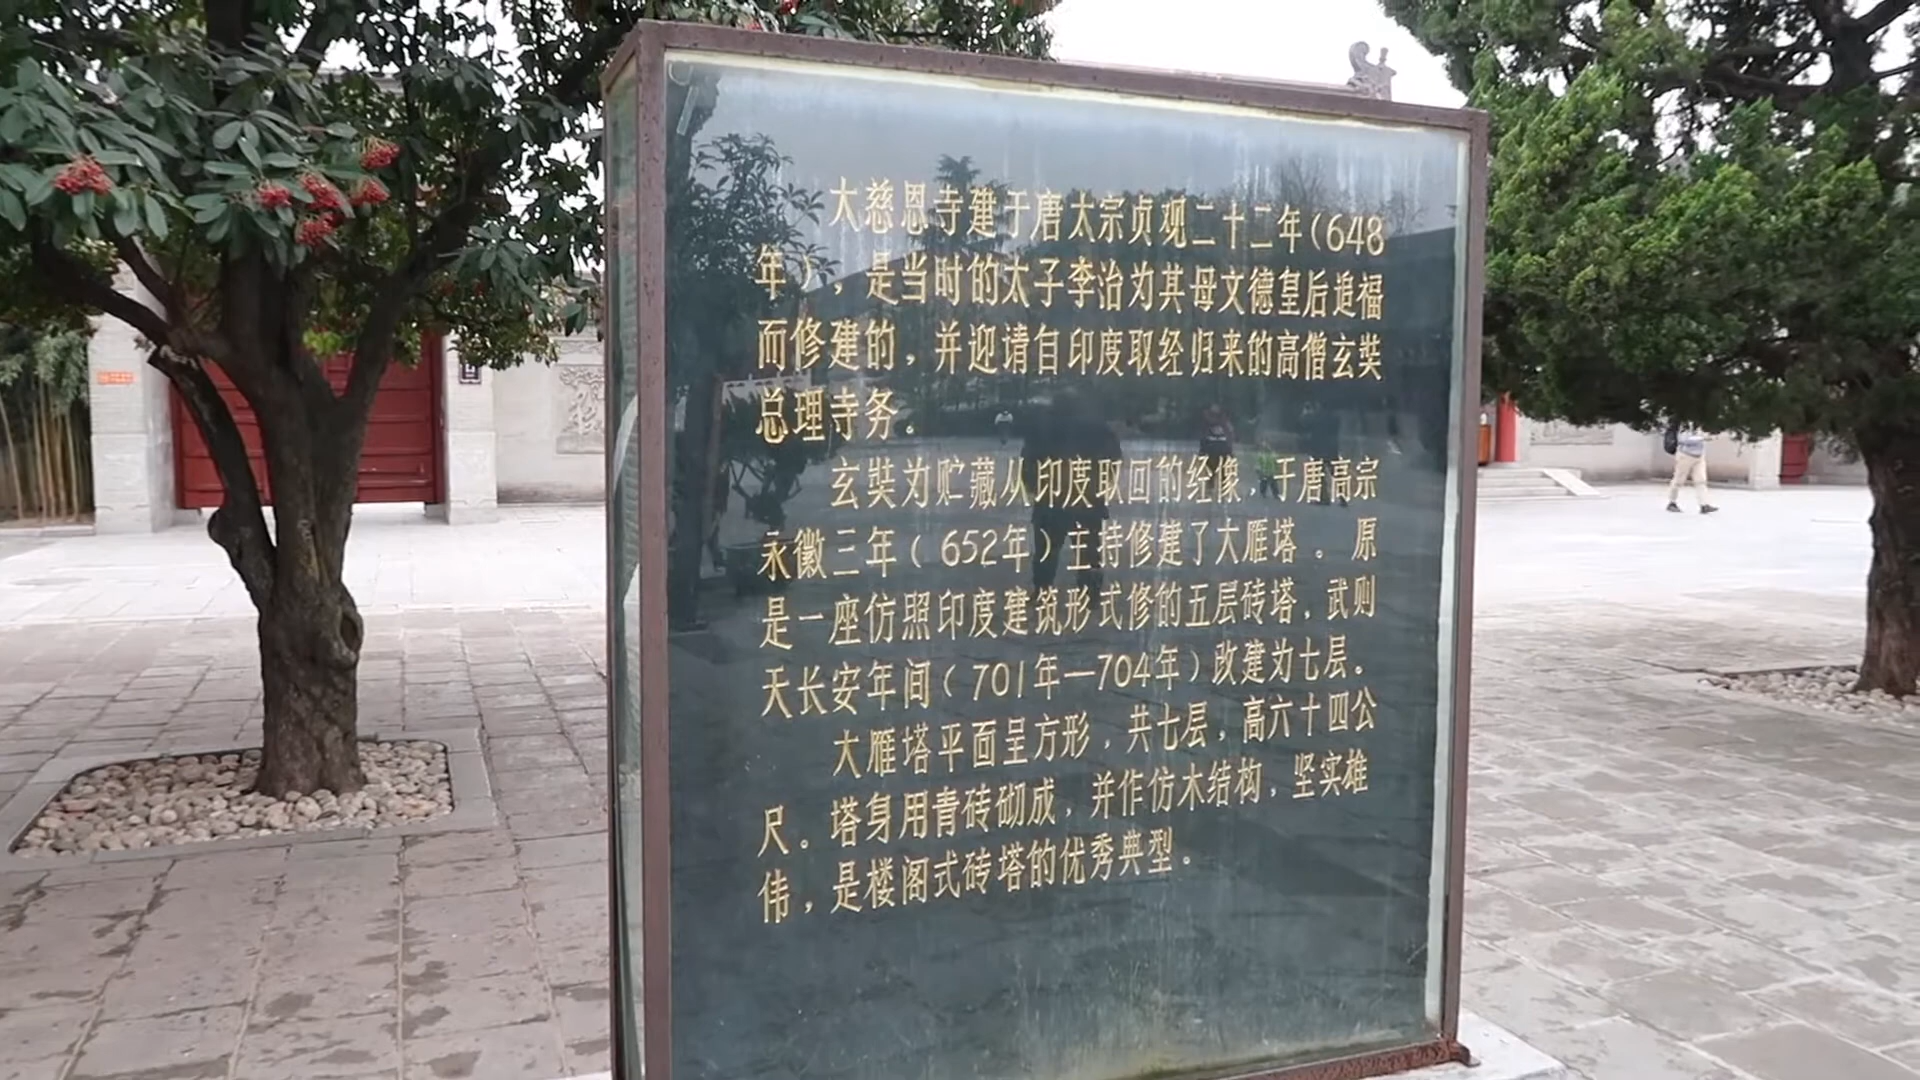 大慈恩寺建于唐太宗贞观二十二年(648
年),是当时的太子李治为其母文德皇后追福
而修建的,并迎请自印度取经归来的高僧玄奘
总理寺务。
玄奘为贮藏从印度取回的经像,于唐高宗
永徽三年(652年)主持修建了大雁塔。原
是一座仿照印度建筑形式修的五层砖塔,武则
天长安年间(701年—704年)改建为七层。
大雁塔平面呈方形,共七层,高六十四公
尺。塔身用青砖砌成,并作仿木结构,坚实雄
伟,是楼阁式砖塔的优秀典型。